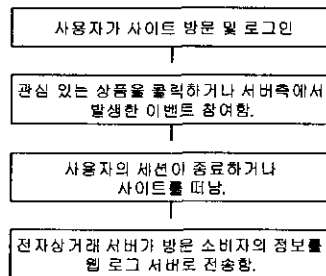 사용자가 사이트 방문 및 로그인
관심 있는 상품을 클릭하거나 서버측에서
발생한 이벤트 참여함.
사용자의 세션이 종료하거나
사이트를 떠남.
전자상거래 서버가 방문 소비자의 정보를
웹 로그 서버로 전송함.